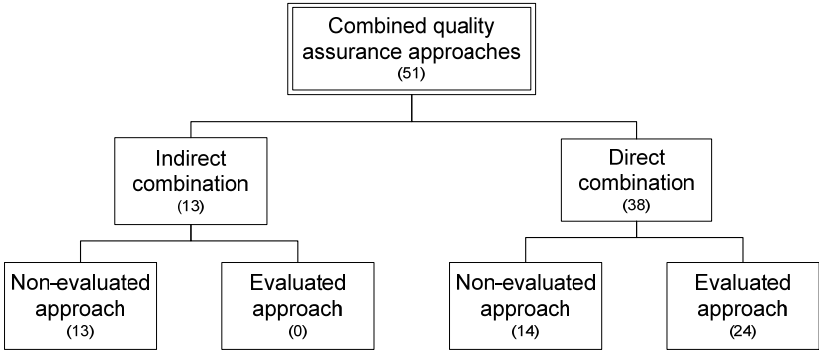 Combined quality
assurance approaches
(51)
Indirect
combination
(13)
Direct
combination
(38)
Non-evaluated
approach
(13)
Evaluated
approach
(0)
Non-evaluated
approach
(14)
Evaluated
approach
(24)